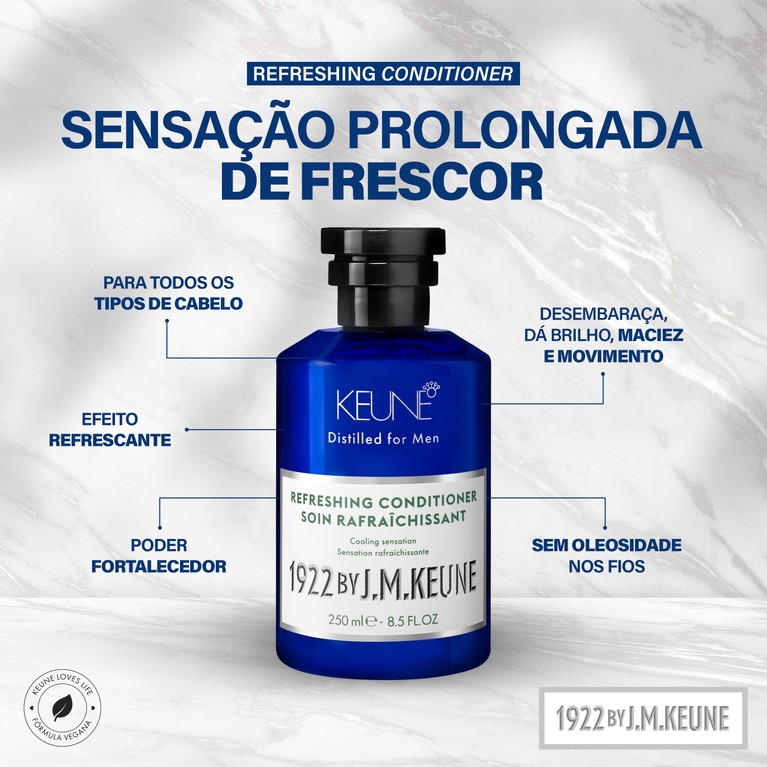 REFRESHING CONDITIONER
SENSAÇÃO PROLONGADA
DE FRESCOR
PARA TODOS OS
TIPOS DE CABELO
DESEMBARAÇA,
DÁ BRILHO, MACIEZ
E MOVIMENTO
EFEITO
REFRESCANTE
PODER
FORTALECEDOR
SEM OLEOSIDADE
NOS FIOS
KEUNE
Distilled for Men
REFRESHING CONDITIONER
SOIN RAFRAÎCHISSANT
Cooling sensation
Sensation rafraichissante
1922 BY J.M.KEUNE
250 ml ℮ - 8.5 FL.OZ
KEUNE LOVES LIFE
FÓRMULA VEGANA
1922 BY J.M.KEUNE